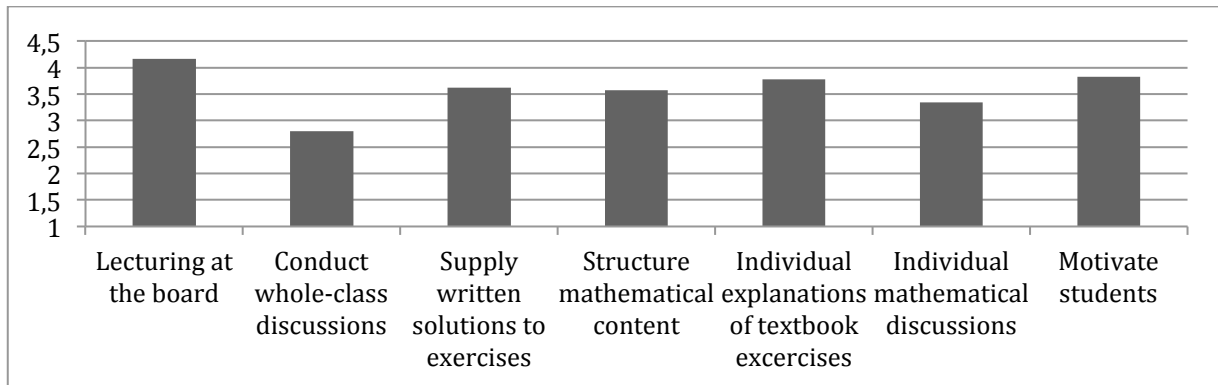 4,5
4
3,5
3
2,5
2
1,5
1
Lecturing at
the board
Conduct
whole-class
discussions
Supply
written
solutions to
exercises
Structure
mathematical
content
Individual
explanations
of textbook
excercises
Individual
mathematical
discussions
Motivate
students